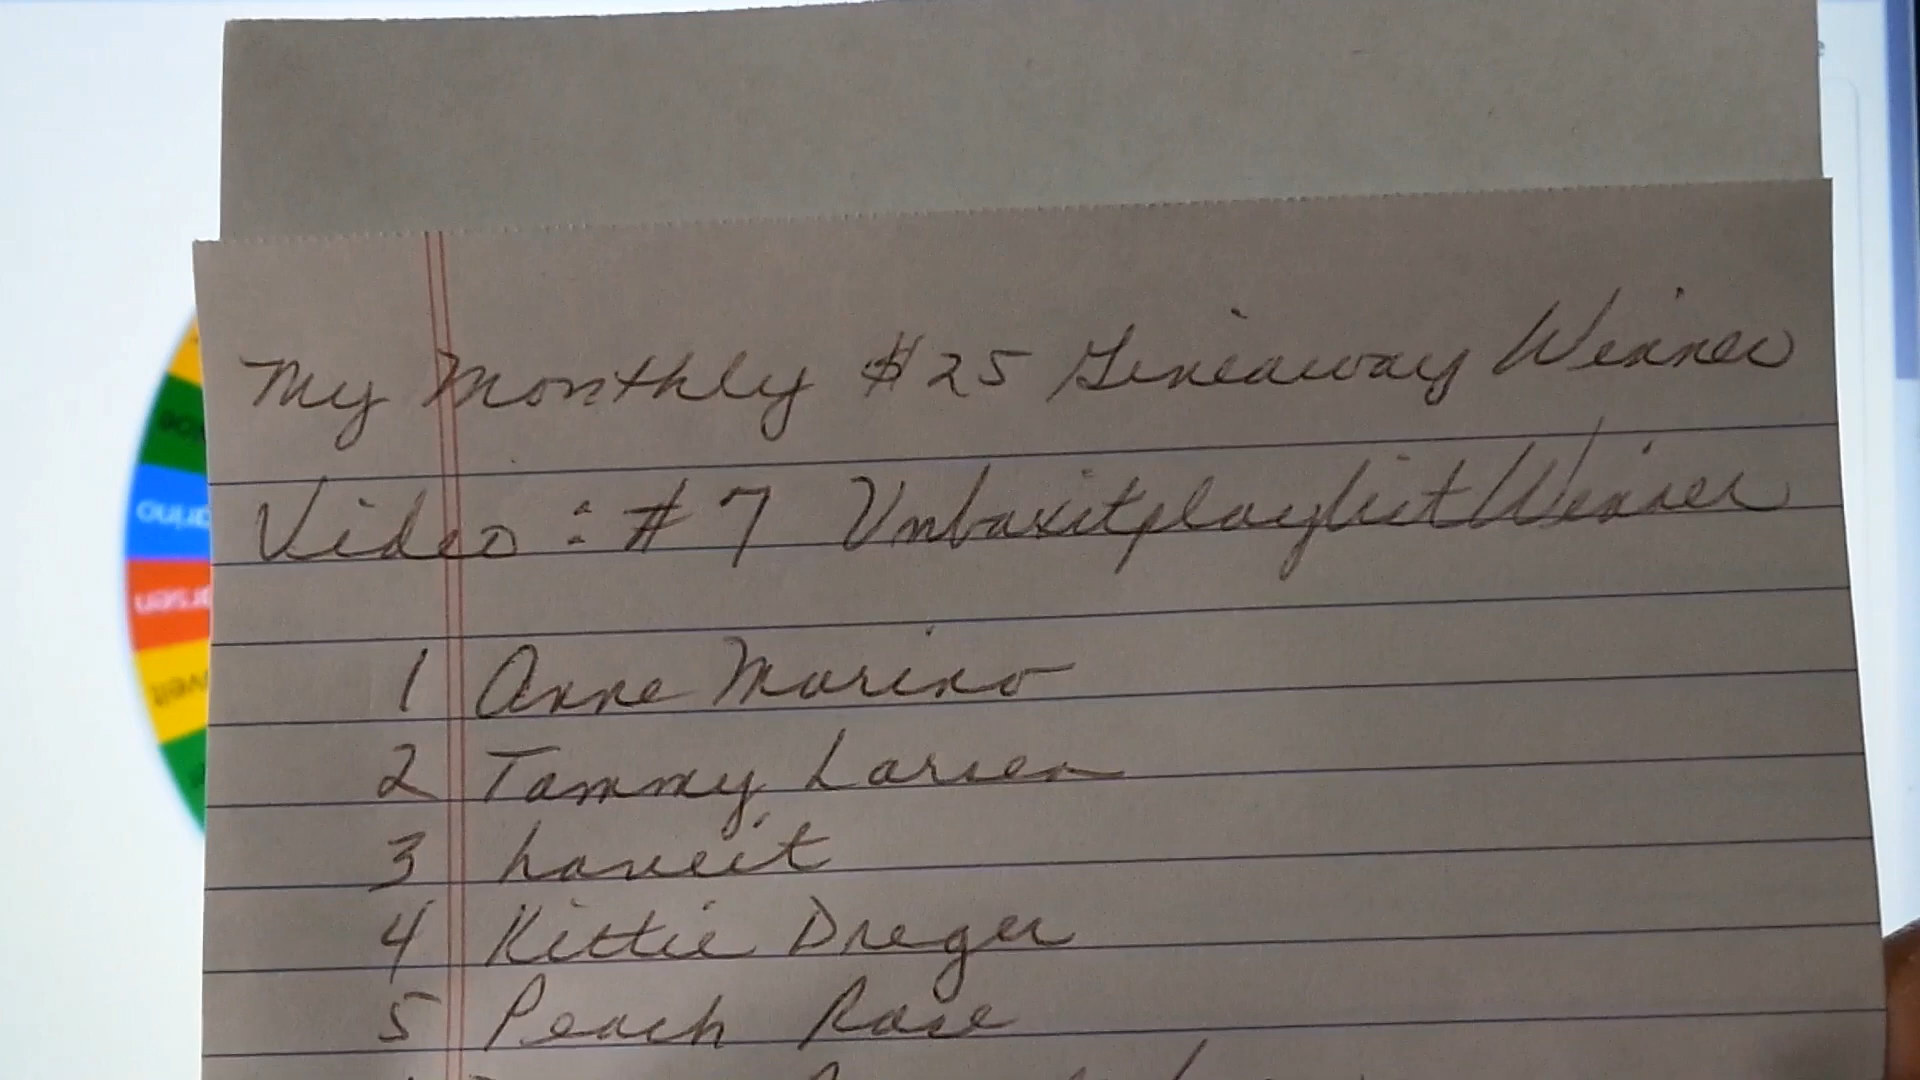 My Monthly $25 Giveaway Winner
Video: #7 Unboxitplaylist Winner
1 Anne Marino
2 Tammy Larsen
3 Loveit
4 Kittie Dreger
5 Peach Rose